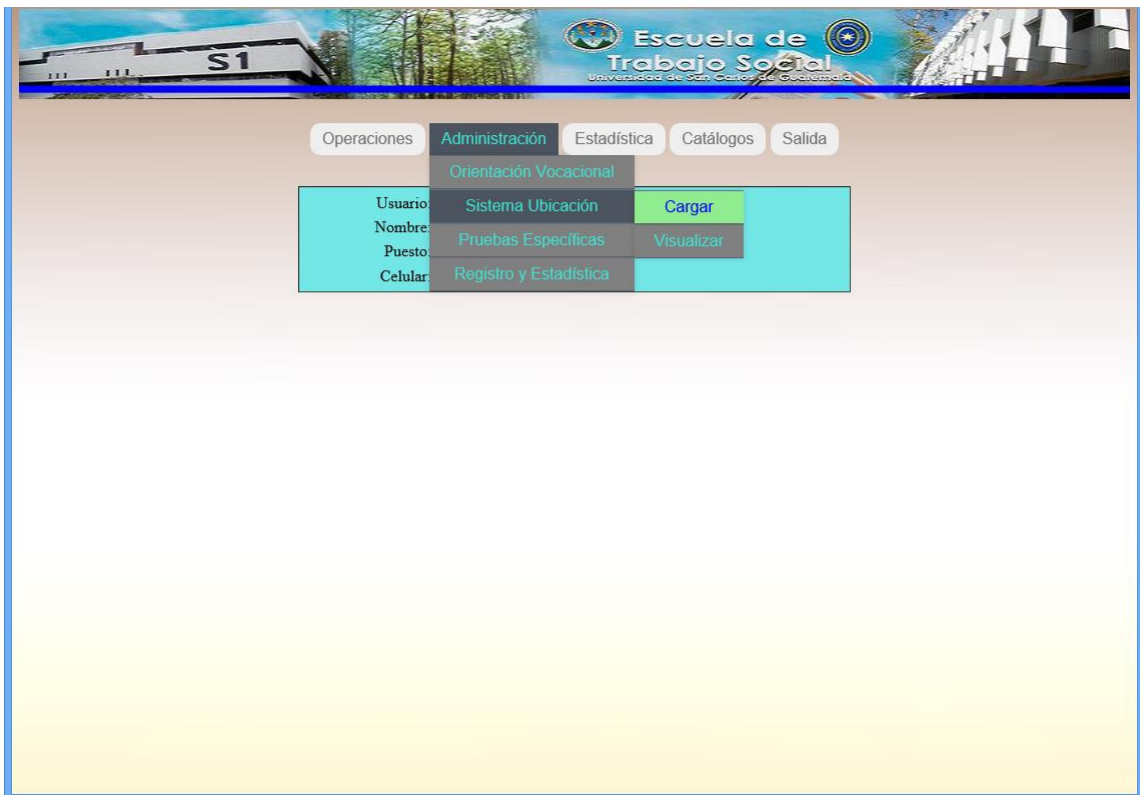 S1
Escuela de
Trabajo Social
Universidad de San Carlos de Guatemala
Operaciones Administración Estadística Catálogos Salida
Orientación Vocacional
Usuario: Sistema Ubicación Cargar
Nombre: Pruebas Específicas Visualizar
Puesto:
Celular: Registro y Estadística